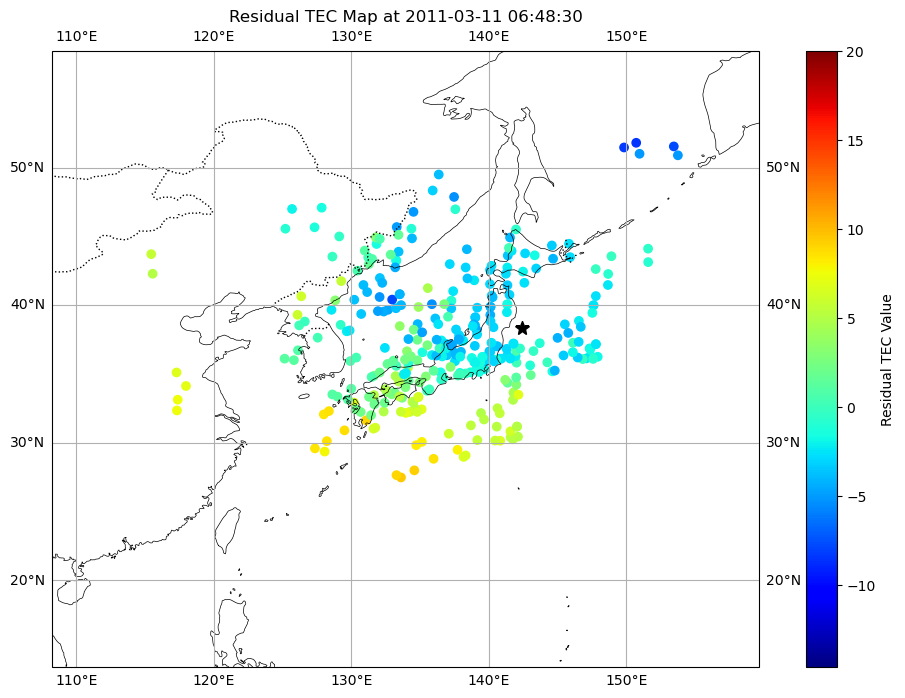 Residual TEC Map at 2011-03-11 06:48:30
110°E 120°E 130°E 140°E 150°E
50°N 50°N
40°N 40°N
30°N 30°N
20°N 20°N
110°E 120°E 130°E 140°E 150°E
20
15
10
5
0
−5
−10
Residual TEC Value